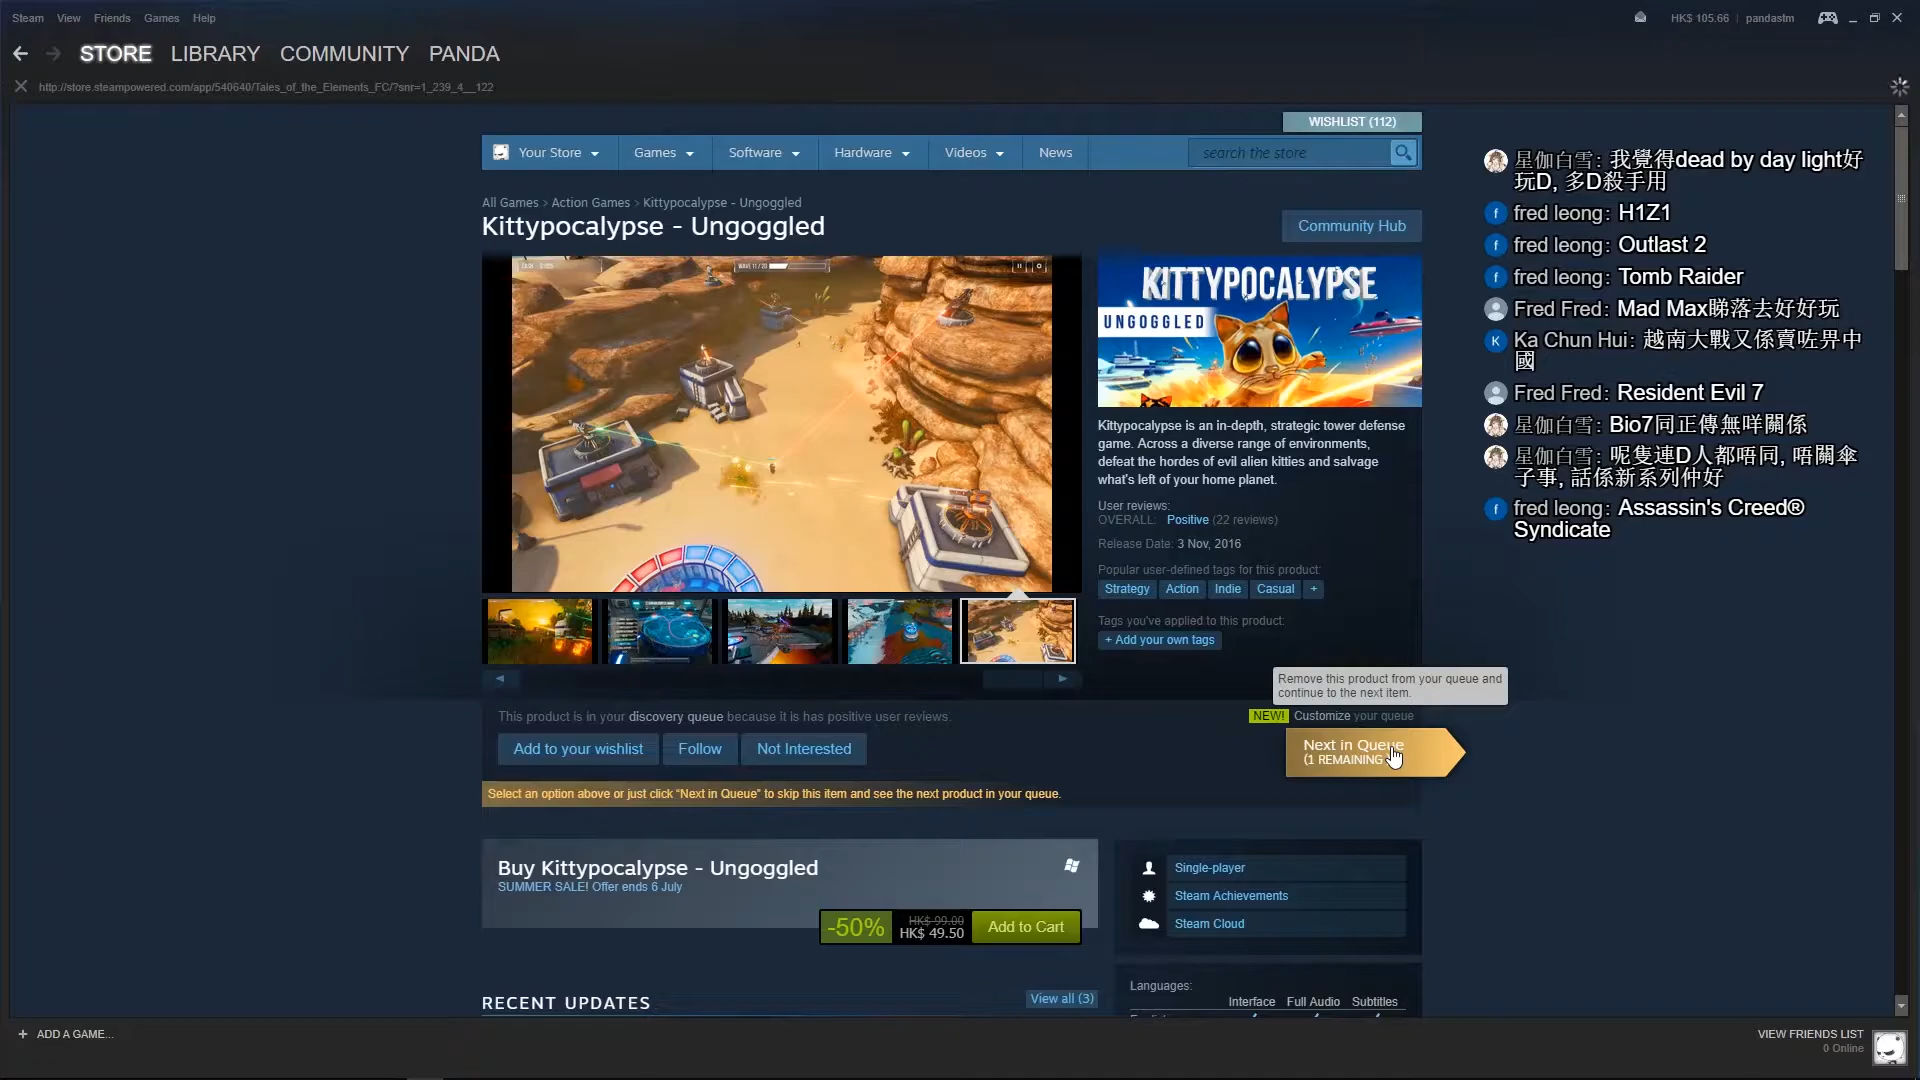 Steam View Friends Games Help
HK$ 105.66 | pandastm
STORE LIBRARY COMMUNITY PANDA
http://store.steampowered.com/app/540640/Tales_of_the_Elements_FC/?snr=1_239_4__122
WISHLIST (112)
Your Store Games Software Hardware Videos News search the store
All Games > Action Games > Kittypocalypse - Ungoggled
Kittypocalypse - Ungoggled
Community Hub
KITTYPOCALYPSE
UNGOGGLED
Kittypocalypse is an in-depth, strategic tower defense
game. Across a diverse range of environments,
defeat the hordes of evil alien kitties and salvage
what's left of your home planet.
User reviews:
OVERALL: Positive (22 reviews)
Release Date: 3 Nov, 2016
Popular user-defined tags for this product:
Strategy Action Indie Casual +
Tags you've applied to this product:
+ Add your own tags
Remove this product from your queue and
continue to the next item.
This product is in your discovery queue because it is has positive user reviews.
NEW! Customize your queue
Add to your wishlist Follow Not Interested
Next in Queue
(1 REMAINING
Select an option above or just click “Next in Queue” to skip this item and see the next product in your queue.
Buy Kittypocalypse - Ungoggled
SUMMER SALE! Offer ends 6 July
-50% HK$ 99.00 HK$ 49.50 Add to Cart
Single-player
Steam Achievements
Steam Cloud
Languages:
Interface Full Audio Subtitles
RECENT UPDATES
View all (3)
星伽白雪: 我覺得dead by day light好
玩D, 多D殺手用
fred leong: H1Z1
fred leong: Outlast 2
fred leong: Tomb Raider
Fred Fred: Mad Max睇落去好好玩
Ka Chun Hui: 越南大戰又係賣咗畀中
國
Fred Fred: Resident Evil 7
星伽白雪: Bio7同正傳無咩關係
星伽白雪: 呢隻連D人都唔同, 唔關傘
子事, 話係新系列仲好
fred leong: Assassin's Creed®
Syndicate
+ ADD A GAME...
VIEW FRIENDS LIST
0 Online